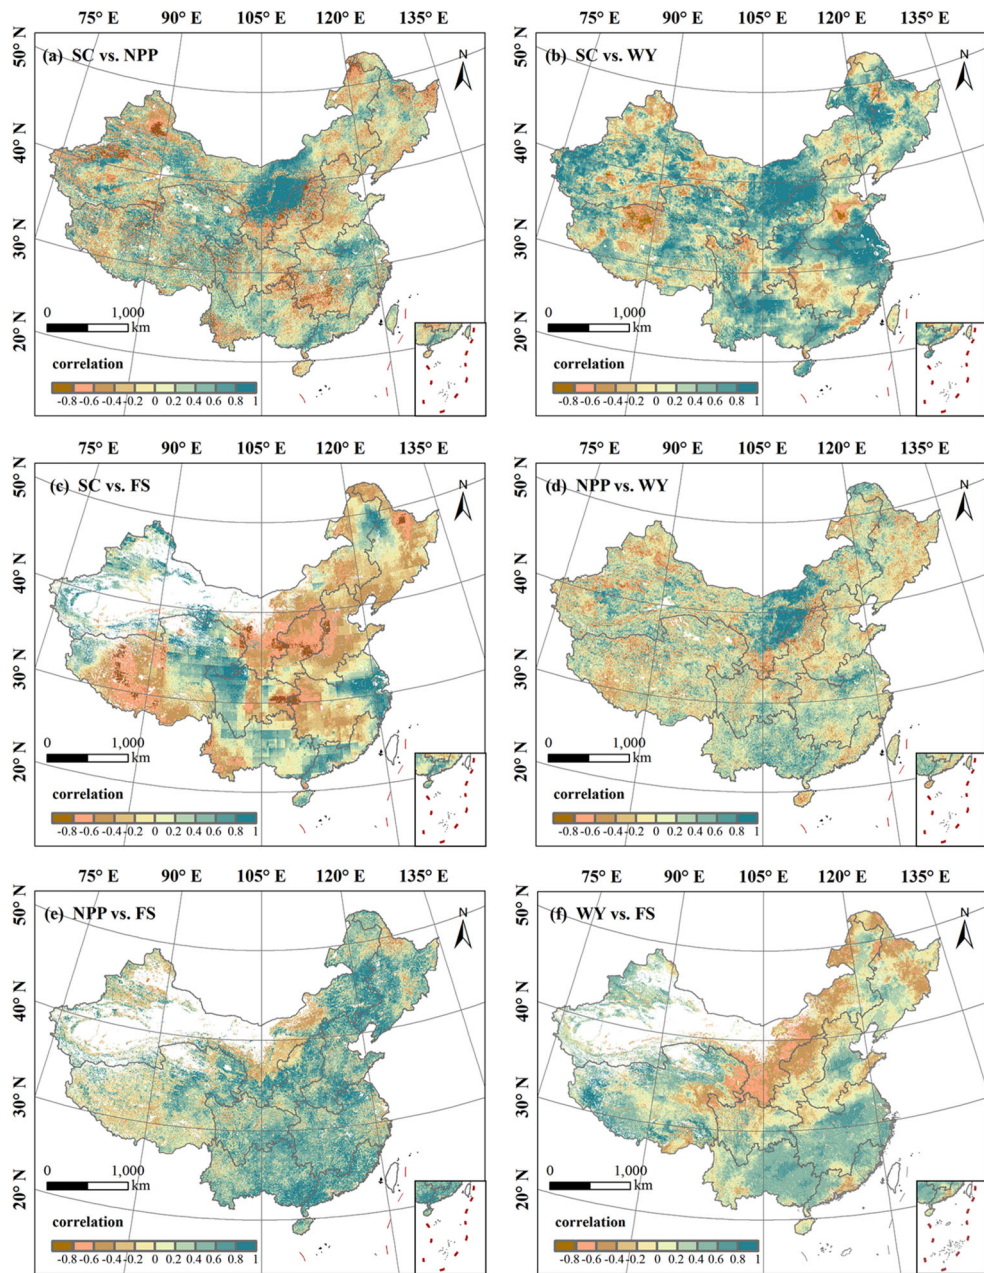 75° E 90° E 105° E 120° E 135° E
75° E 90° E 105° E 120° E 135° E
50° N
40° N
30° N
20° N
(a) SC vs. NPP
N
0 1,000
km
correlation
-0.8 -0.6 -0.4 -0.2 0 0.2 0.4 0.6 0.8 1
50° N
40° N
30° N
20° N
(b) SC vs. WY
N
0 1,000
km
correlation
-0.8 -0.6 -0.4 -0.2 0 0.2 0.4 0.6 0.8 1
75° E 90° E 105° E 120° E 135° E
75° E 90° E 105° E 120° E 135° E
50° N
40° N
30° N
20° N
(c) SC vs. FS
N
0 1,000
km
correlation
-0.8 -0.6 -0.4 -0.2 0 0.2 0.4 0.6 0.8 1
50° N
40° N
30° N
20° N
(d) NPP vs. WY
N
0 1,000
km
correlation
-0.8 -0.6 -0.4 -0.2 0 0.2 0.4 0.6 0.8 1
75° E 90° E 105° E 120° E 135° E
75° E 90° E 105° E 120° E 135° E
50° N
40° N
30° N
20° N
(e) NPP vs. FS
N
0 1,000
km
correlation
-0.8 -0.6 -0.4 -0.2 0 0.2 0.4 0.6 0.8 1
50° N
40° N
30° N
20° N
(f) WY vs. FS
N
0 1,000
km
correlation
-0.8 -0.6 -0.4 -0.2 0 0.2 0.4 0.6 0.8 1